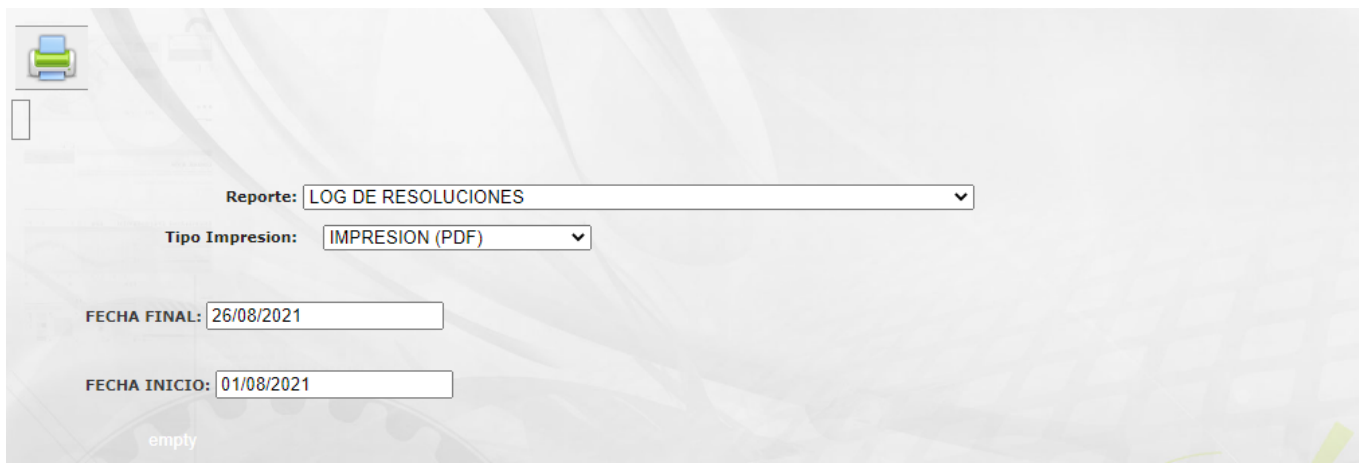 Reporte: LOG DE RESOLUCIONES
Tipo Impresion: IMPRESION (PDF)
FECHA FINAL: 26/08/2021
FECHA INICIO: 01/08/2021
empty